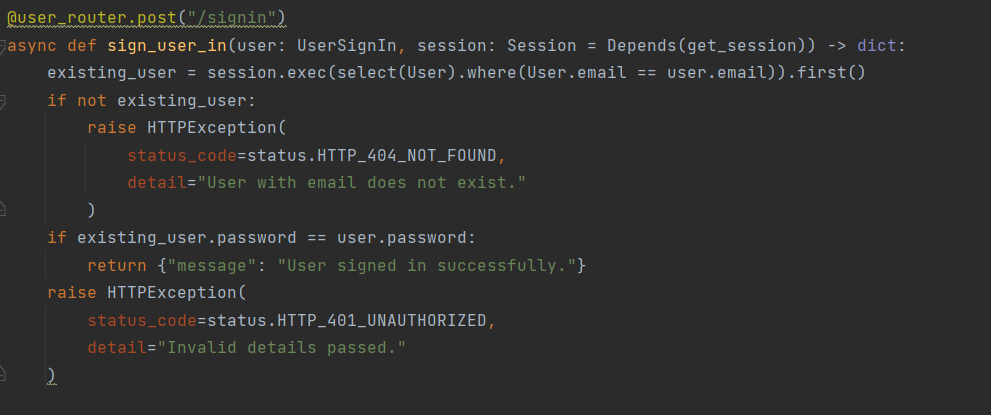 @user_router.post("/signin")
async def sign_user_in(user: UserSignIn, session: Session = Depends(get_session)) -> dict:
    existing_user = session.exec(select(User).where(User.email == user.email)).first()
    if not existing_user:
        raise HTTPException(
            status_code=status.HTTP_404_NOT_FOUND,
            detail="User with email does not exist."
        )
    if existing_user.password == user.password:
        return {"message": "User signed in successfully."}
    raise HTTPException(
        status_code=status.HTTP_401_UNAUTHORIZED,
        detail="Invalid details passed."
    )